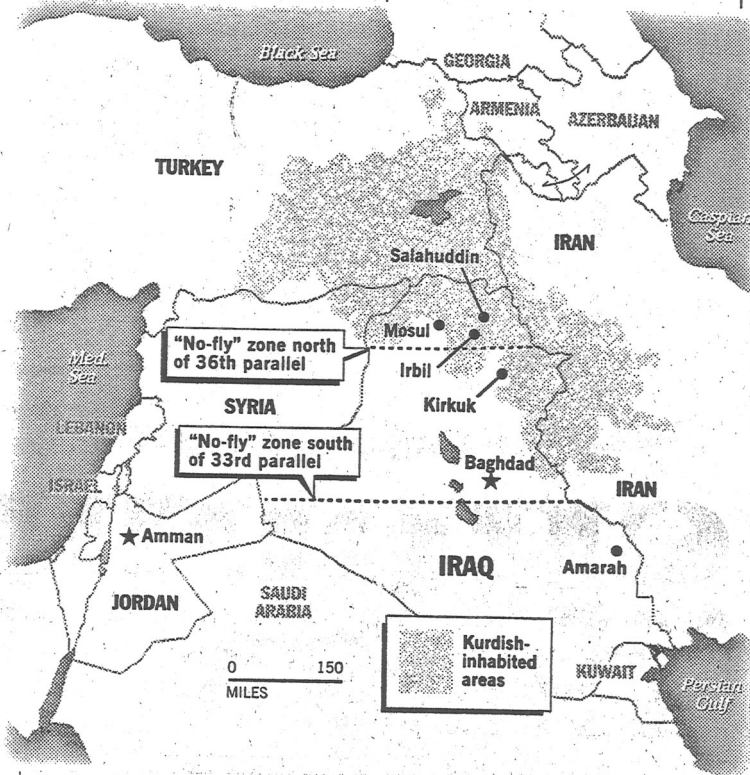 Black Sea
GEORGIA
ARMENIA
AZERBAIJAN
TURKEY
Caspian
Sea
IRAN
Salahuddin
Mosul
"No-fly" zone north
of 36th parallel
Irbil
Med.
Sea
Kirkuk
SYRIA
LEBANON
"No-fly" zone south
of 33rd parallel
Baghdad
ISRAEL
IRAN
Amman
IRAQ
Amarah
JORDAN
SAUDI
ARABIA
Kurdish-
inhabited
areas
0 150
MILES
KUWAIT
Persian
Gulf